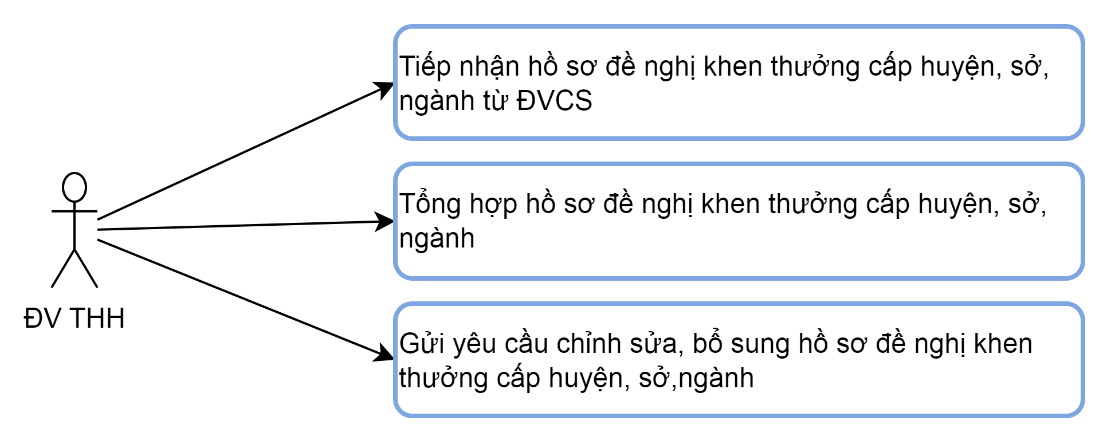 Tiếp nhận hồ sơ đề nghị khen thưởng cấp huyện, sở,
ngành từ ĐVCS
Tổng hợp hồ sơ đề nghị khen thưởng cấp huyện, sở,
ngành
ĐV THH
Gửi yêu cầu chỉnh sửa, bổ sung hồ sơ đề nghị khen
thưởng cấp huyện, sở,ngành